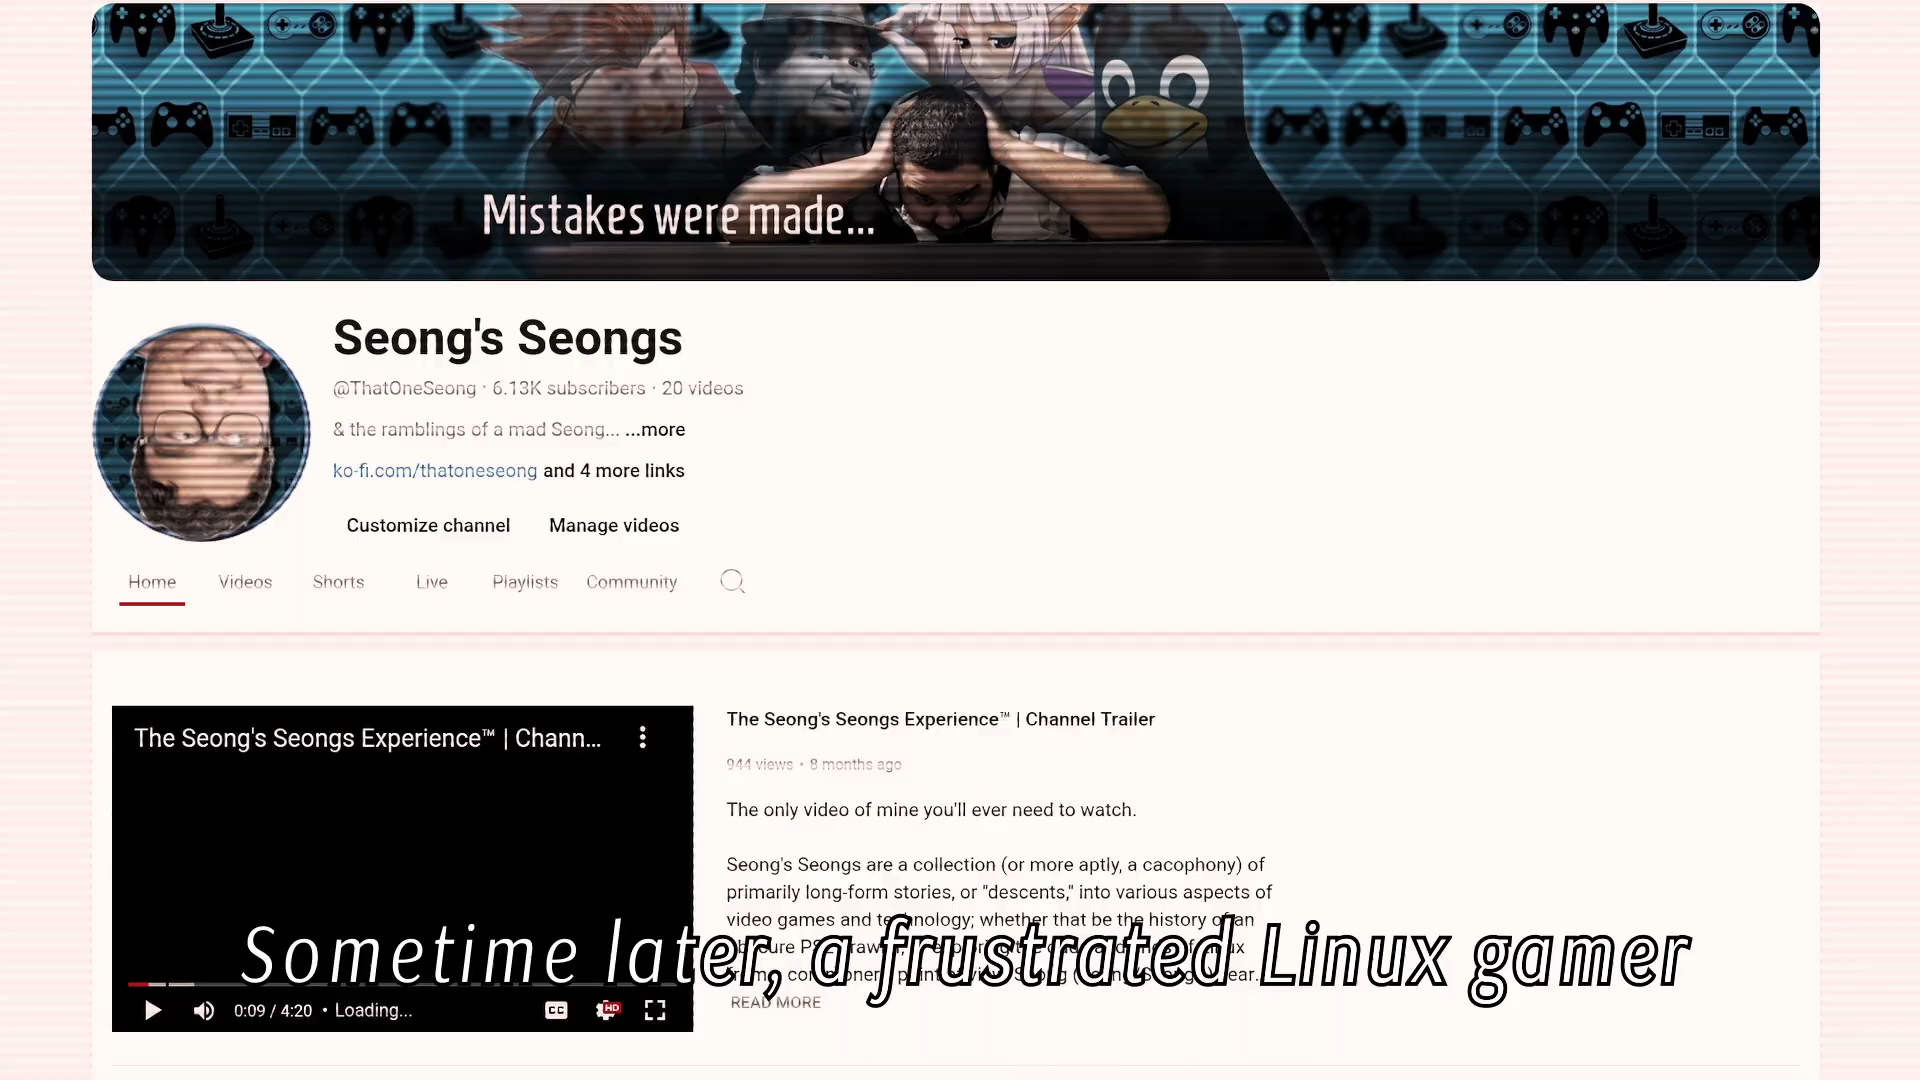 Mistakes were made...
Seong's Seongs
@ThatOneSeong · 6.13K subscribers · 20 videos
& the ramblings of a mad Seong... ...more
ko-fi.com/thatoneseong and 4 more links
Customize channel Manage videos
Home Videos Shorts Live Playlists Community
The Seong's Seongs Experience™ | Chann...
0:09 / 4:20 • Loading...
CC HD
The Seong's Seongs Experience™ | Channel Trailer
944 views • 8 months ago
The only video of mine you'll ever need to watch.
Seong's Seongs are a collection (or more aptly, a cacophony) of
primarily long-form stories, or "descents," into various aspects of
video games and technology; whether that be the history of an
READ MORE
Sometime later, a frustrated Linux gamer